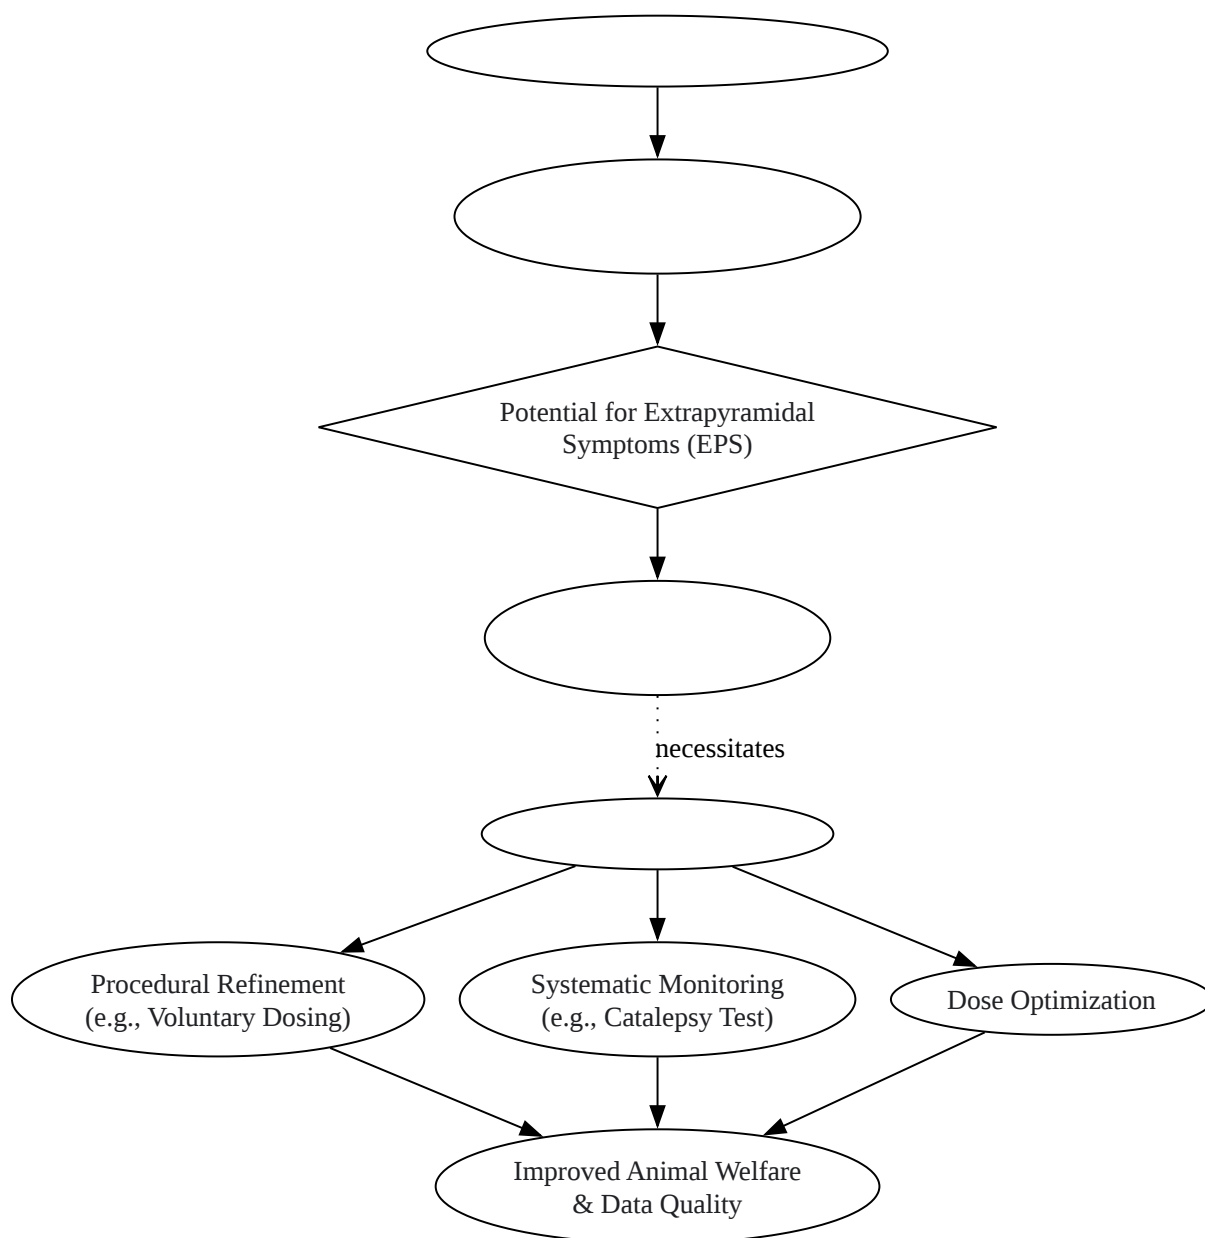 Potential for Extrapyramidal
Symptoms (EPS)
necessitates
Procedural Refinement
(e.g., Voluntary Dosing)
Systematic Monitoring
(e.g., Catalepsy Test)
Dose Optimization
Improved Animal Welfare
& Data Quality